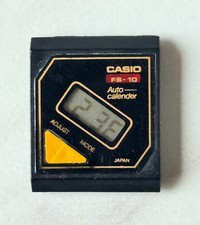 CASIO
FS-10
Auto
calender
2:36
ADJUST
MODE
JAPAN